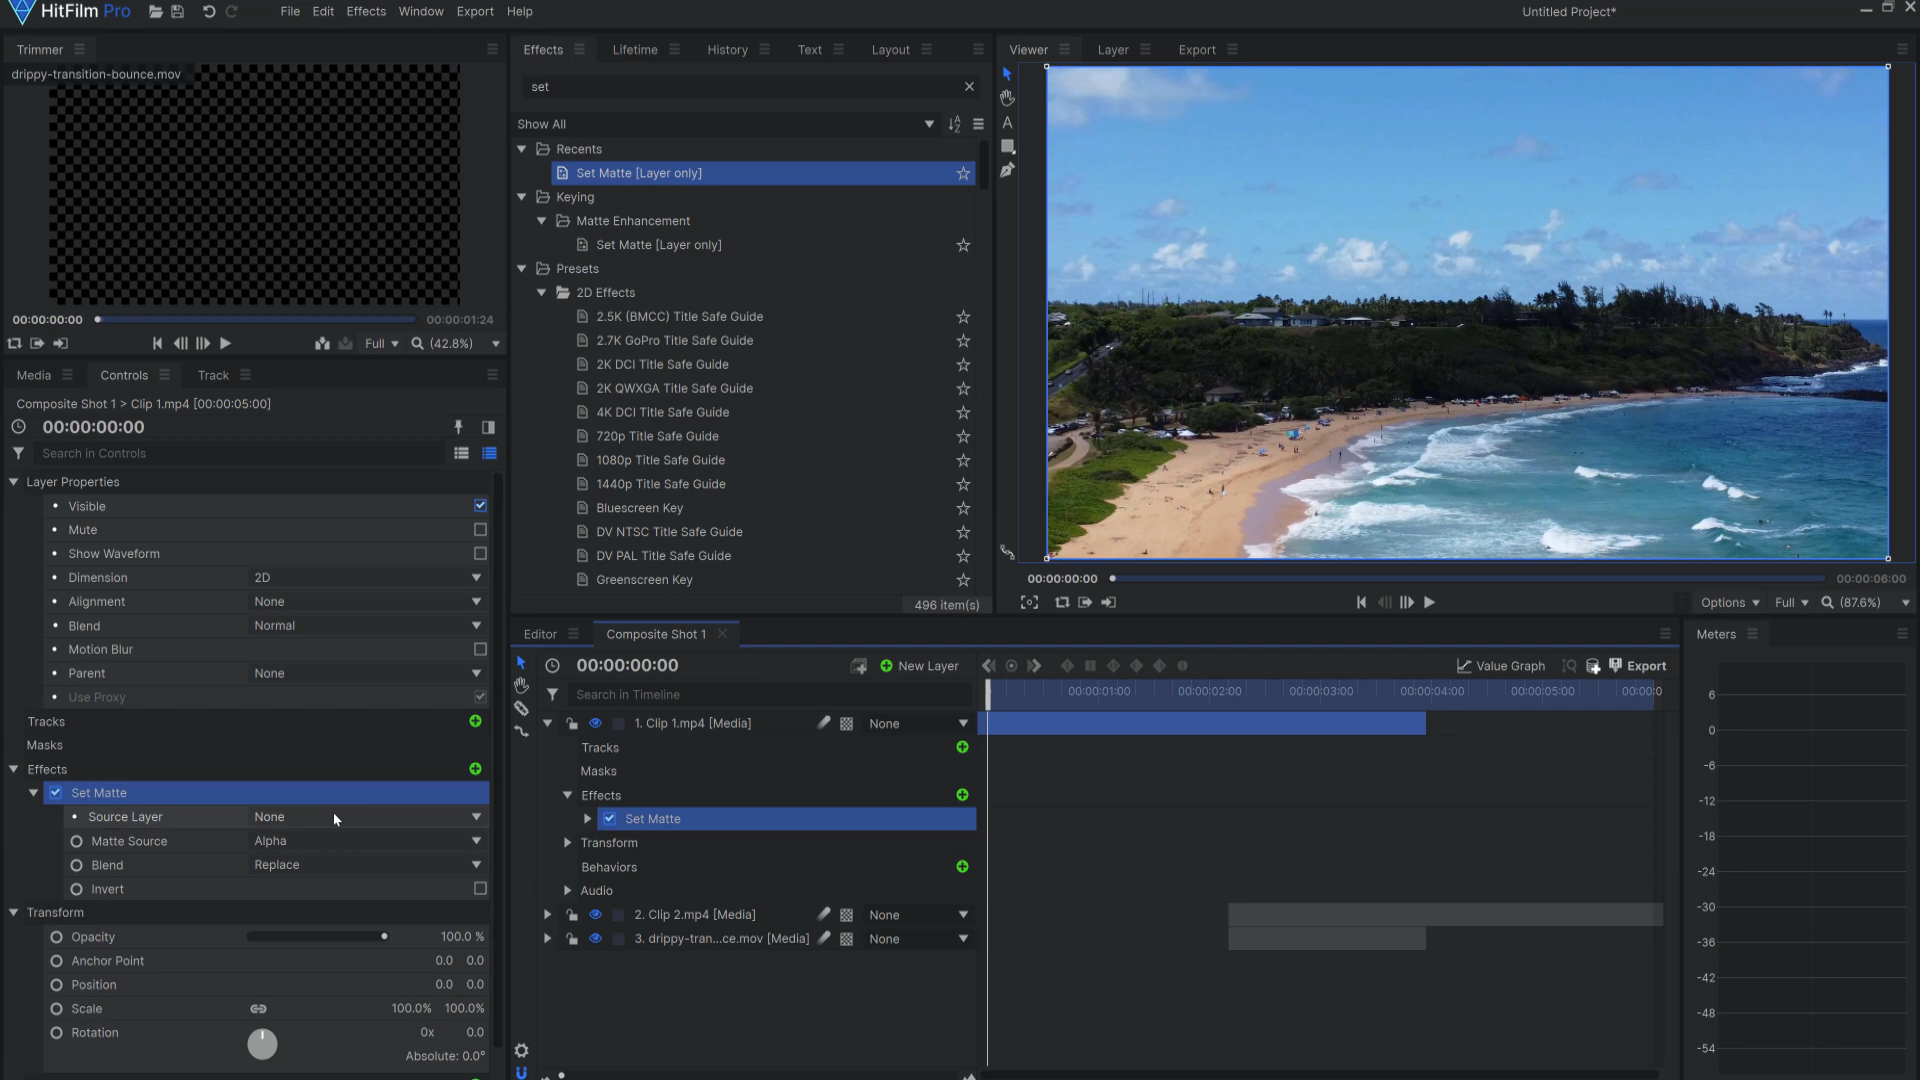 HitFilm Pro
File Edit Effects Window Export Help
Untitled Project*
Trimmer
drippy-transition-bounce.mov
00:00:00:00
00:00:01:24
Full
(42.8%)
Media
Controls
Track
Composite Shot 1 > Clip 1.mp4 [00:00:05:00]
00:00:00:00
Search in Controls
Layer Properties
Visible
Mute
Show Waveform
Dimension 2D
Alignment None
Blend Normal
Motion Blur
Parent None
Use Proxy
Tracks
Masks
Effects
Set Matte
Source Layer None
Matte Source Alpha
Blend Replace
Invert
Transform
Opacity 100.0 %
Anchor Point 0.0 0.0
Position 0.0 0.0
Scale 100.0% 100.0%
Rotation 0x 0.0
Absolute: 0.0°
Effects
Lifetime
History
Text
Layout
set
Show All
Recents
Set Matte [Layer only]
Keying
Matte Enhancement
Set Matte [Layer only]
Presets
2D Effects
2.5K (BMCC) Title Safe Guide
2.7K GoPro Title Safe Guide
2K DCI Title Safe Guide
2K QWXGA Title Safe Guide
4K DCI Title Safe Guide
720p Title Safe Guide
1080p Title Safe Guide
1440p Title Safe Guide
Bluescreen Key
DV NTSC Title Safe Guide
DV PAL Title Safe Guide
Greenscreen Key
496 item(s)
Viewer
Layer
Export
A
00:00:00:00
00:00:06:00
Options
Full
(87.6%)
Editor
Composite Shot 1
00:00:00:00
New Layer
Value Graph
Export
Search in Timeline
00:00:01:00 00:00:02:00 00:00:03:00 00:00:04:00 00:00:05:00 00:00:0
1. Clip 1.mp4 [Media] None
Tracks
Masks
Effects
Set Matte
Transform
Behaviors
Audio
2. Clip 2.mp4 [Media] None
3. drippy-tran...ce.mov [Media] None
Meters
6
0
-6
-12
-18
-24
-30
-36
-42
-48
-54